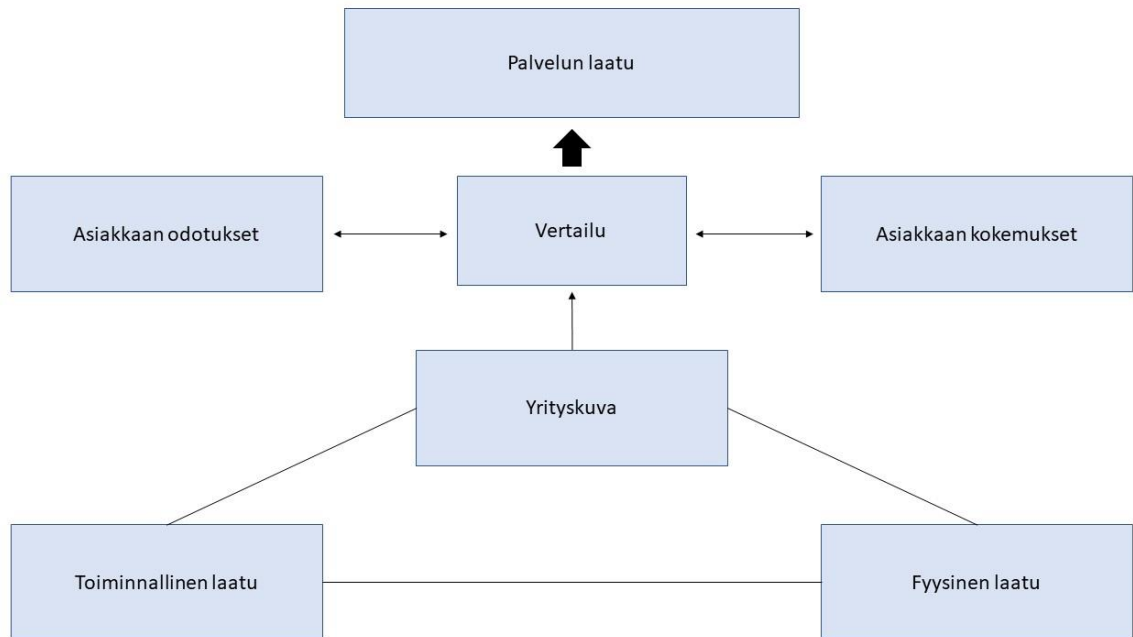 Palvelun laatu
Asiakkaan odotukset
Vertailu
Asiakkaan kokemukset
Yrityskuva
Toiminnallinen laatu
Fyysinen laatu